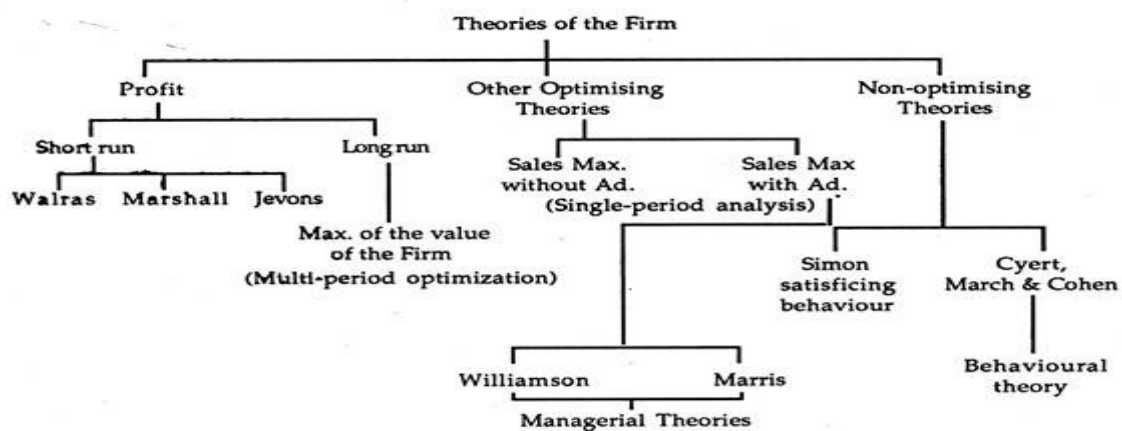 Theories of the Firm
Profit
Other Optimising
Theories
Non-optimising
Theories
Short run
Long run
Sales Max.
without Ad.
Sales Max
with Ad.
(Single-period analysis)
Walras
Marshall
Jevons
Max. of the value
of the Firm
(Multi-period optimization)
Simon
satisficing
behaviour
Cyert,
March & Cohen
Williamson
Marris
Behavioural
theory
Managerial Theories